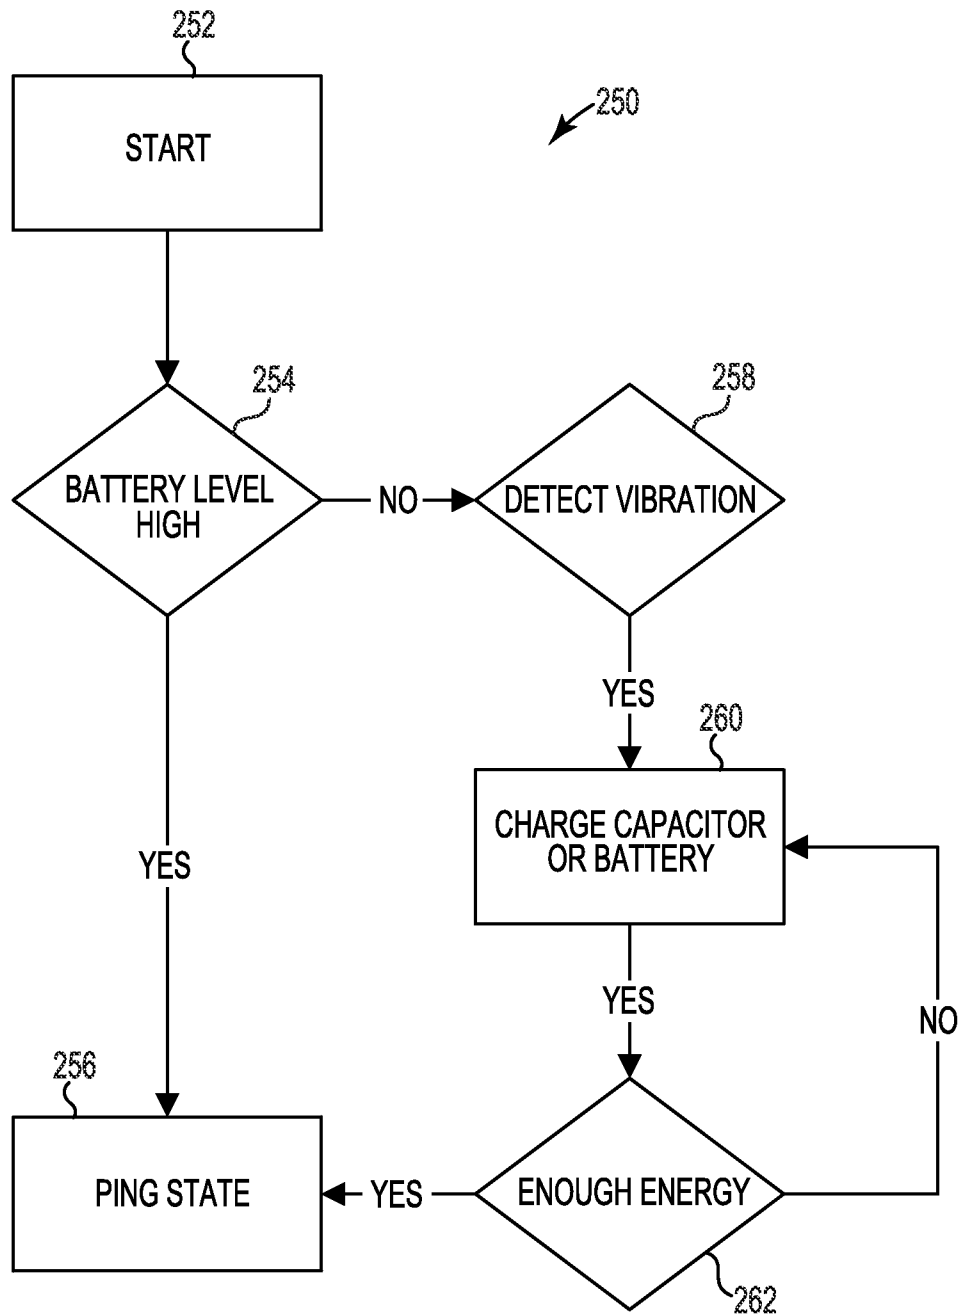 252
START
250
254
BATTERY LEVEL
HIGH
NO
258
DETECT VIBRATION
YES
260
CHARGE CAPACITOR
OR BATTERY
YES
YES
NO
256
PING STATE
YES
ENOUGH ENERGY
262